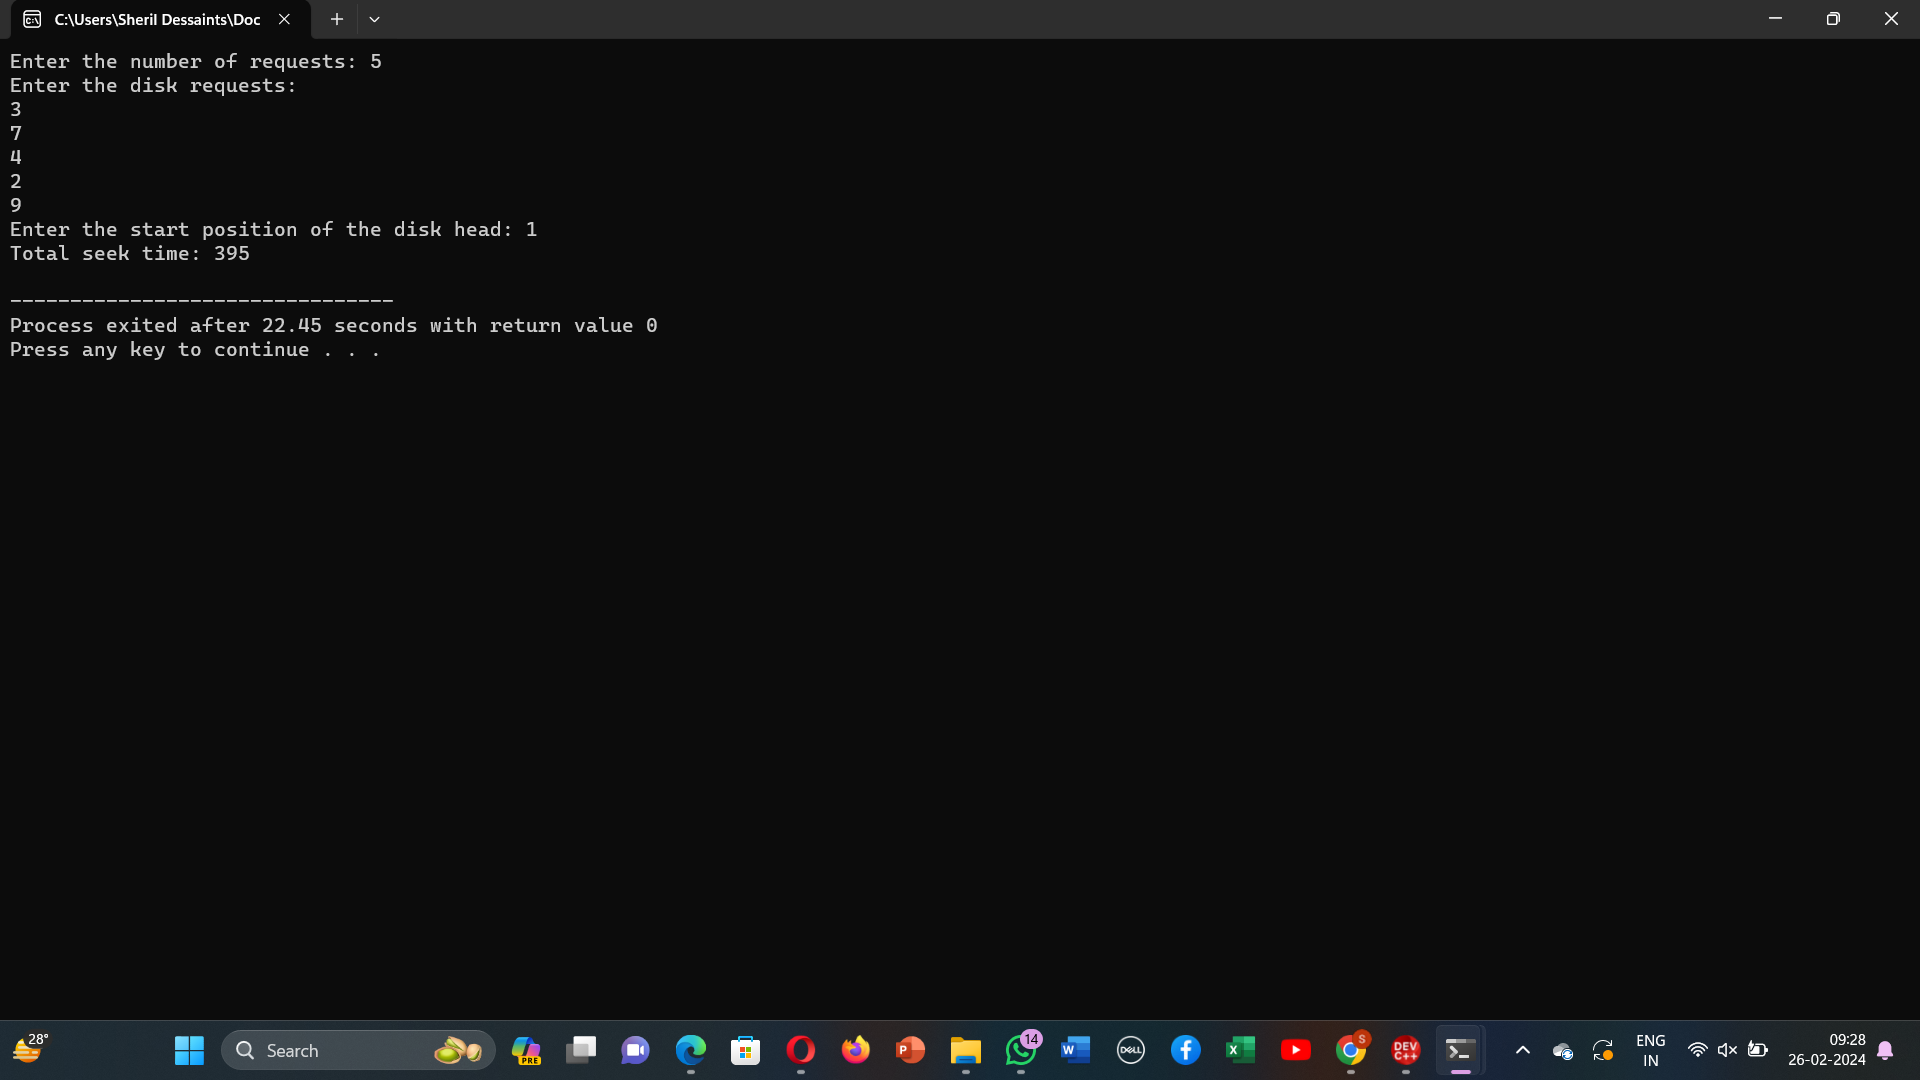 C:\Users\Sheril Dessaints\Doc
Enter the number of requests: 5
Enter the disk requests:
3
7
4
2
9
Enter the start position of the disk head: 1
Total seek time: 395
--------------------------------
Process exited after 22.45 seconds with return value 0
Press any key to continue . . .
28°
Search
PRE
14
W
DELL
S
DEV
C++
ENG
IN
09:28
26-02-2024